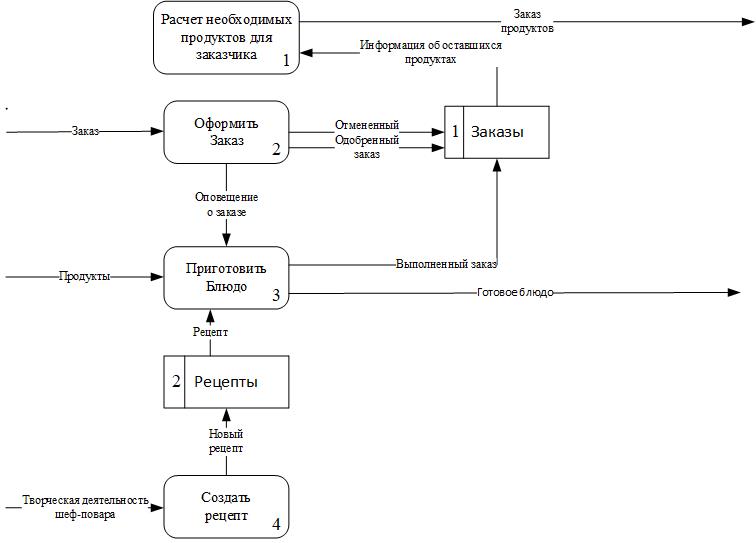 Расчет необходимых
продуктов для
заказчика
1
Заказ
продуктов
Информация об оставшихся
продуктах
Заказ
Оформить
Заказ
2
Отмененный
Одобренный
заказ
1 Заказы
Оповещение
о заказе
Продукты
Приготовить
Блюдо
3
Выполненный заказ
Готовое блюдо
Рецепт
2 Рецепты
Новый
рецепт
Творческая деятельность
шеф-повара
Создать
рецепт
4